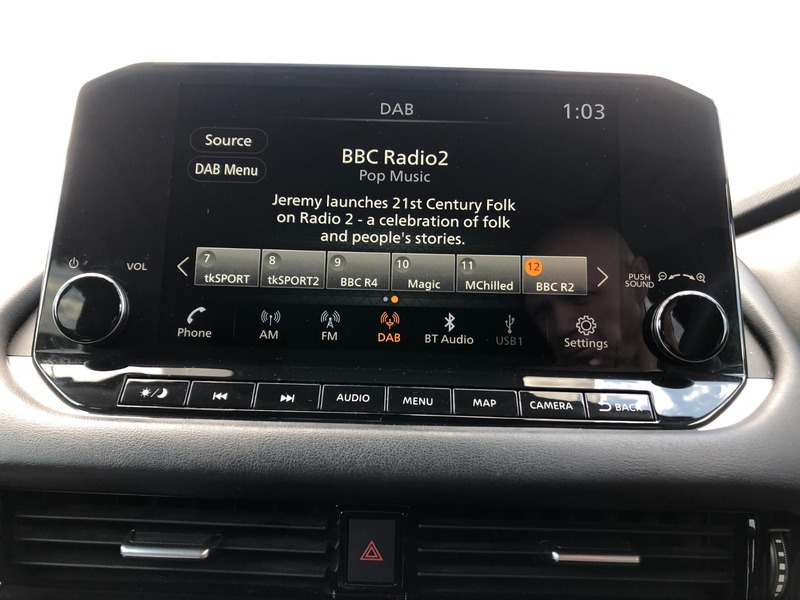 DAB
1:03
Source
DAB Menu
BBC Radio2
Pop Music
Jeremy launches 21st Century Folk
on Radio 2 - a celebration of folk
and people's stories.
7 tkSPORT
8 tkSPORT2
9 BBC R4
10 Magic
11 MChilled
12 BBC R2
VOL
PUSH
SOUND
Phone
AM
FM
DAB
BT Audio
USB1
Settings
AUDIO
MENU
MAP
CAMERA
BACK